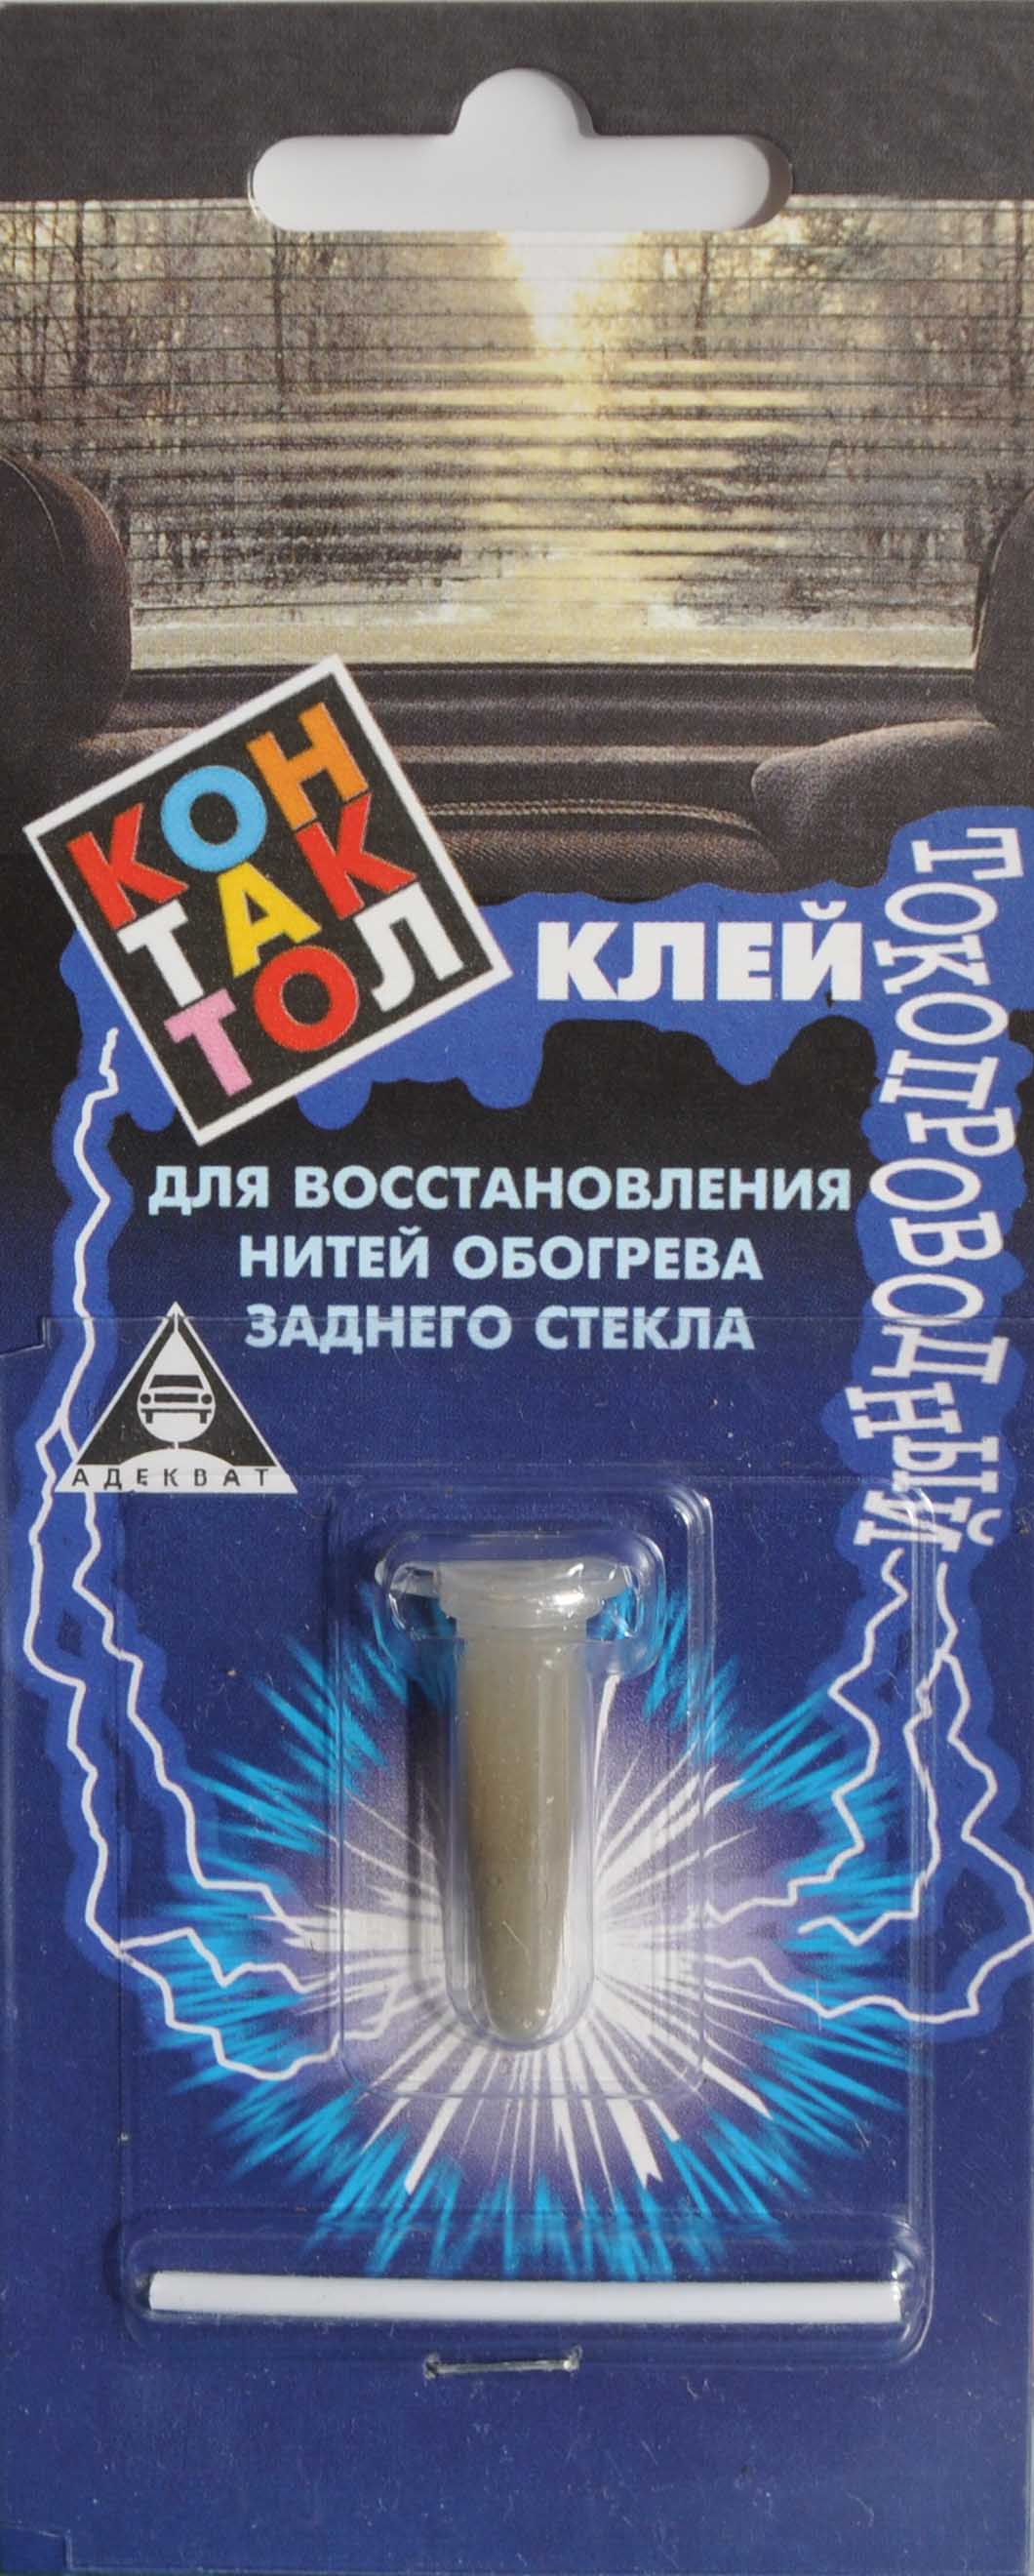 КОН
ТАК
ТОЛ
КЛЕЙ
ТОКОПРОВОДНЫЙ
ДЛЯ ВОССТАНОВЛЕНИЯ
НИТЕЙ ОБОГРЕВА
ЗАДНЕГО СТЕКЛА
АДЕКВАТ